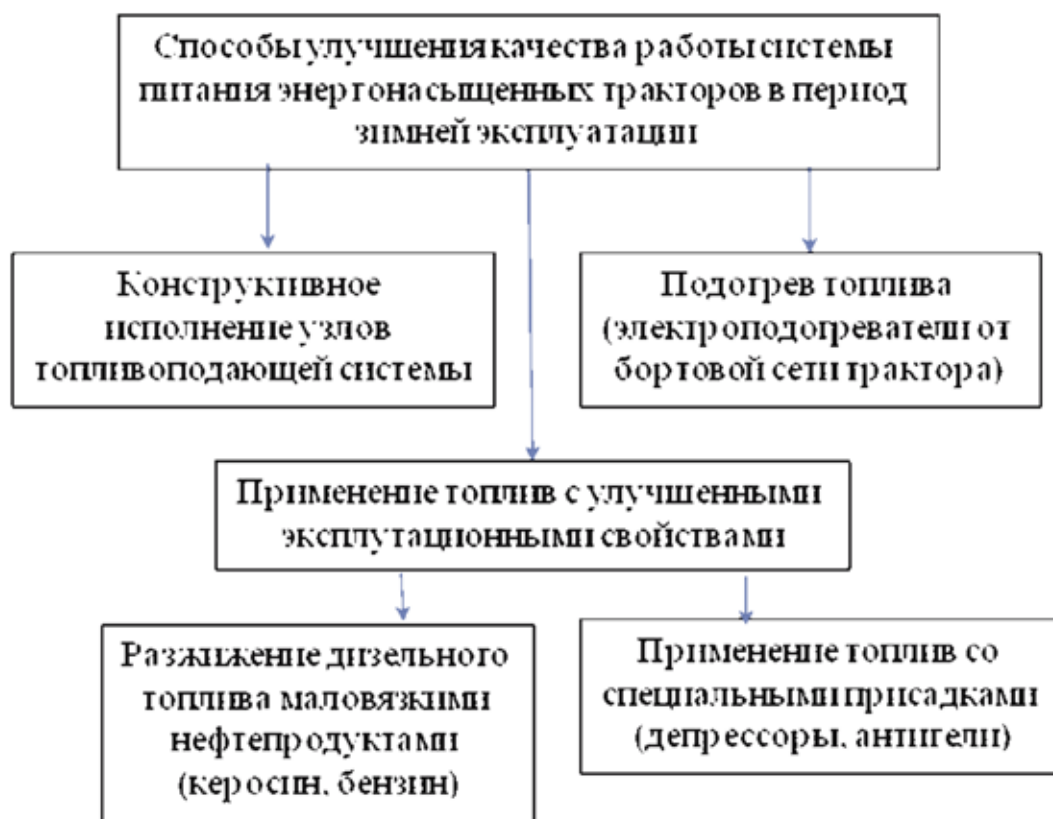 Способы улучшения качества работы системы
питания энергонасыщенных тракторов в период
зимней эксплуатации
Конструктивное
исполнение узлов
топливоподающей системы
Подогрев топлива
(электроподогреватели от
бортовой сети трактора)
Применение топлив с улучшенными
эксплутационными свойствами
Разжижение дизельного
топлива маловязкими
нефтепродуктами
(керосин, бензин)
Применение топлив со
специальными присадками
(депрессоры, антигели)